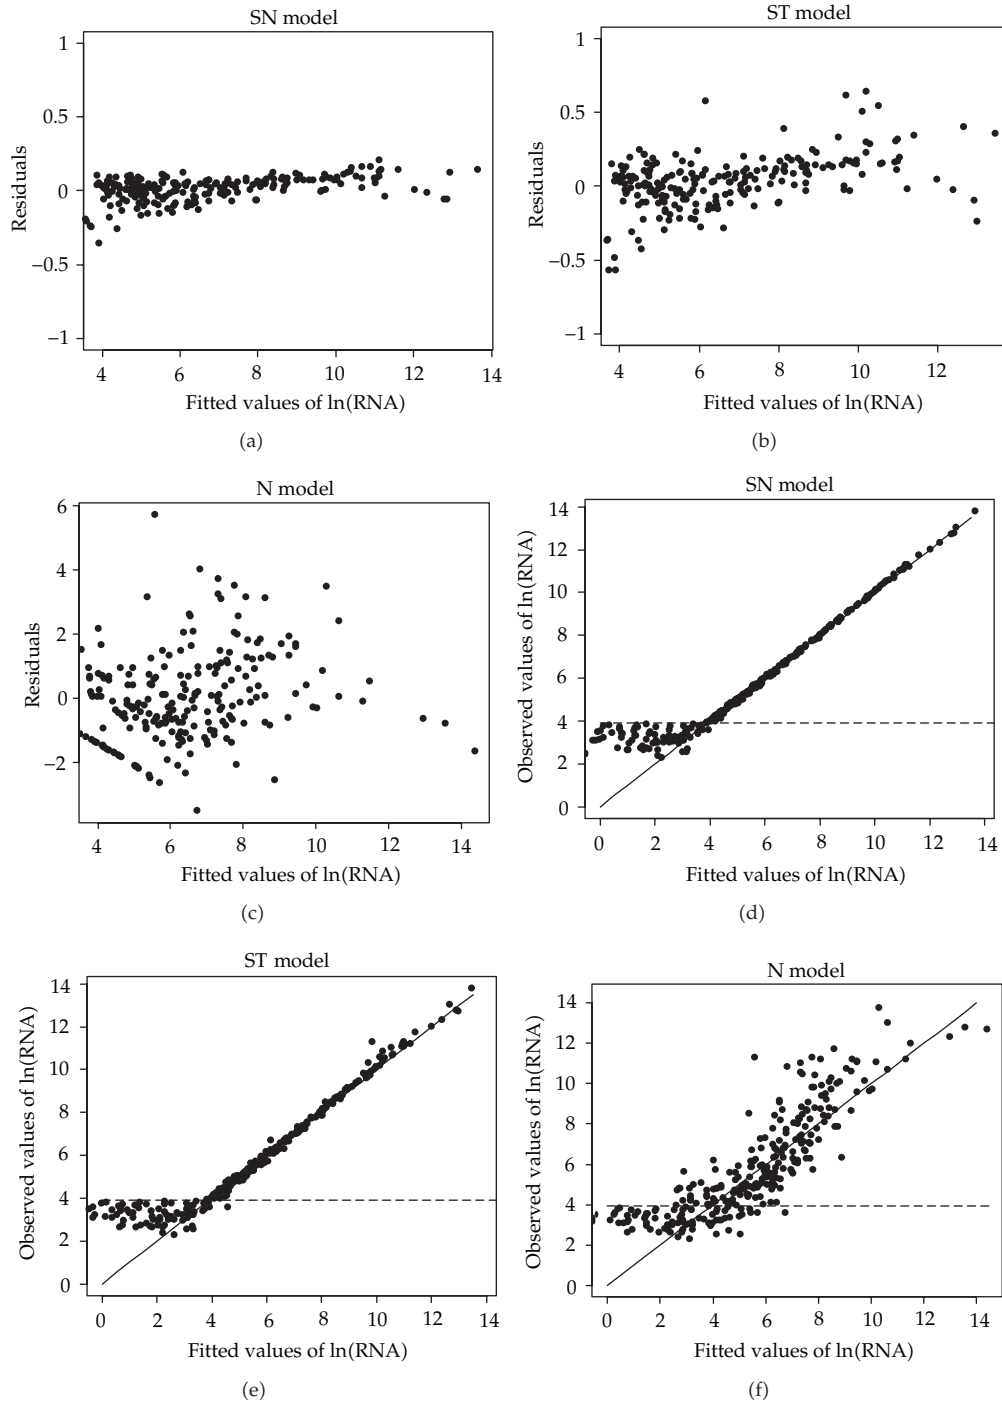 SN model
1
0.5
0
−0.5
−1
Residuals
4 6 8 10 12 14
Fitted values of ln(RNA)
(a)
ST model
1
0.5
0
−0.5
−1
Residuals
4 6 8 10 12
Fitted values of ln(RNA)
(b)
N model
6
4
2
0
−2
Residuals
4 6 8 10 12 14
Fitted values of ln(RNA)
(c)
SN model
14
12
10
8
6
4
2
0
Observed values of ln(RNA)
0 2 4 6 8 10 12 14
Fitted values of ln(RNA)
(d)
ST model
14
12
10
8
6
4
2
0
Observed values of ln(RNA)
0 2 4 6 8 10 12 14
Fitted values of ln(RNA)
(e)
N model
14
12
10
8
6
4
2
0
Observed values of ln(RNA)
0 2 4 6 8 10 12 14
Fitted values of ln(RNA)
(f)